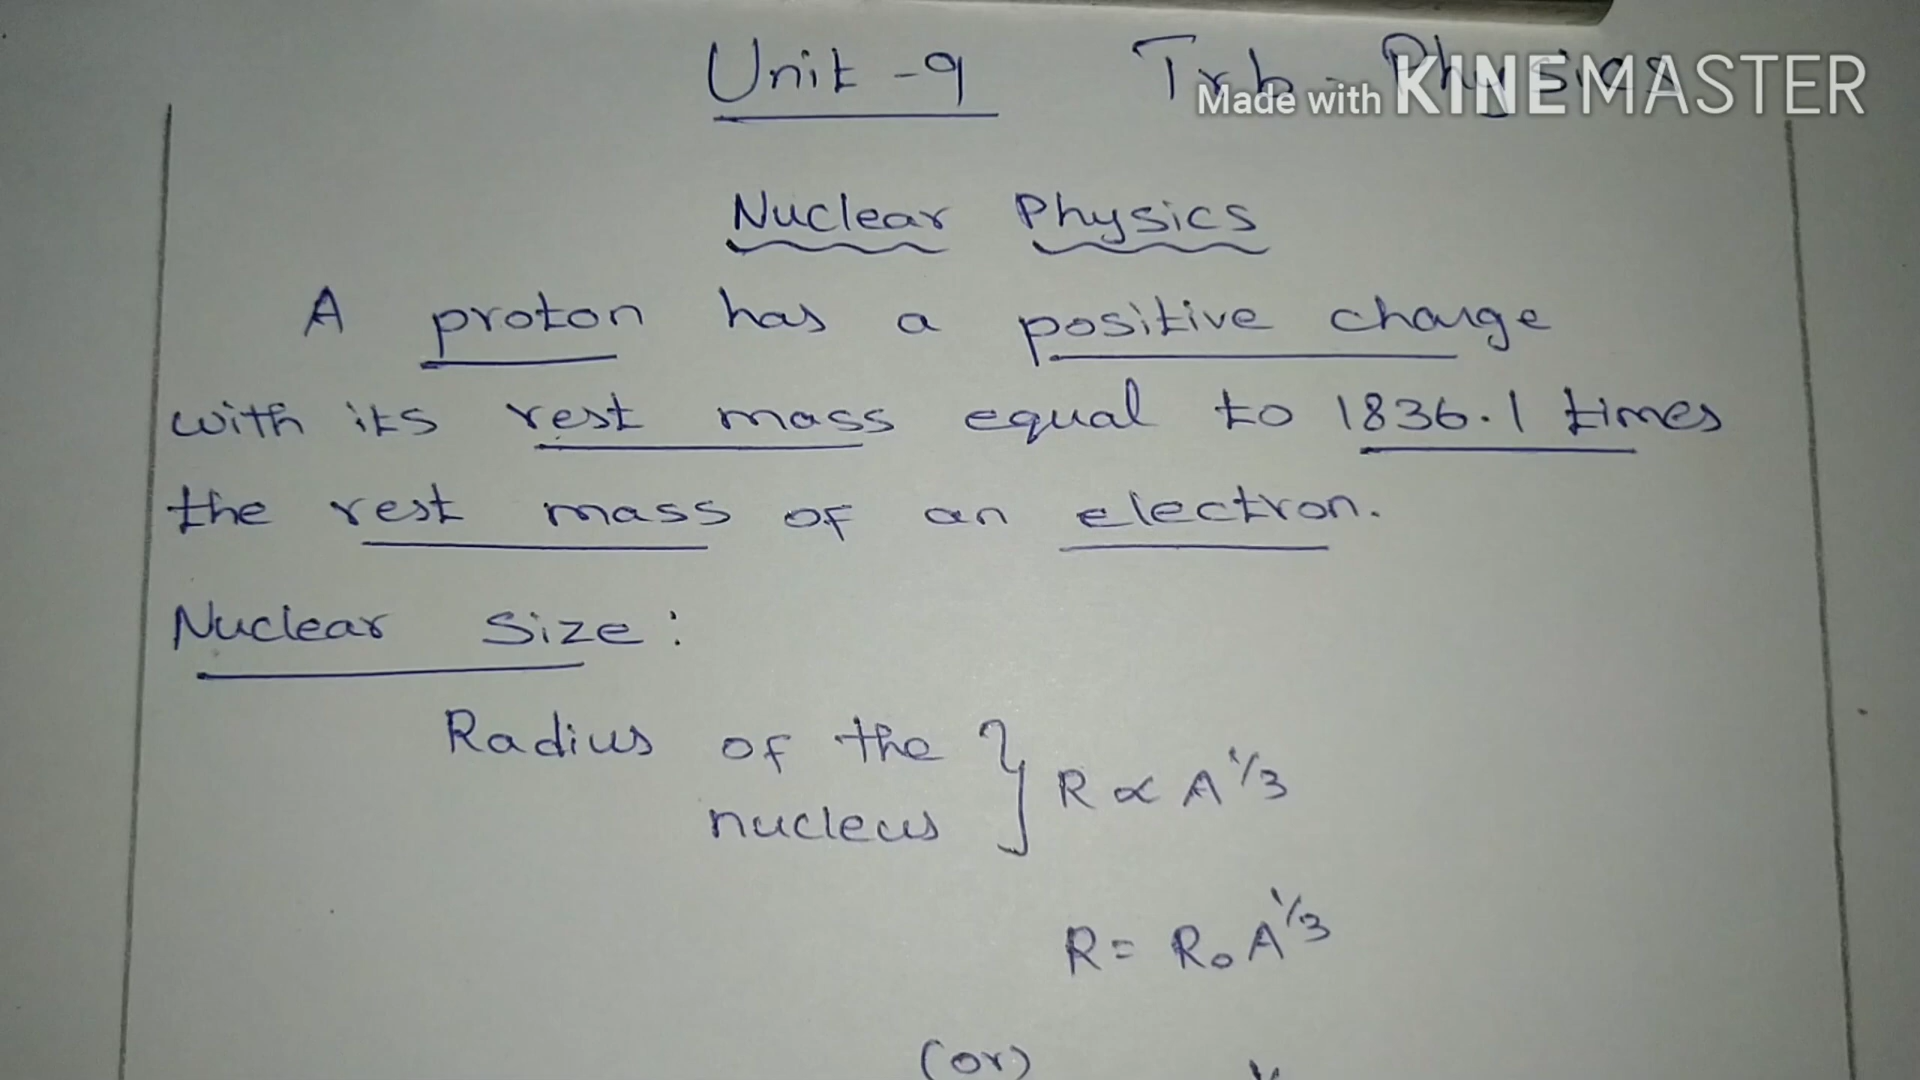 Unit - 9 Trb - Physics
Made with KINEMASTER
Nuclear Physics
A proton has a positive charge
with its rest mass equal to 1836.1 times
the rest mass of an electron.
Nuclear Size :
Radius of the
nucleus } R ∝ A^1/3
R = R₀ A^1/3
(or)